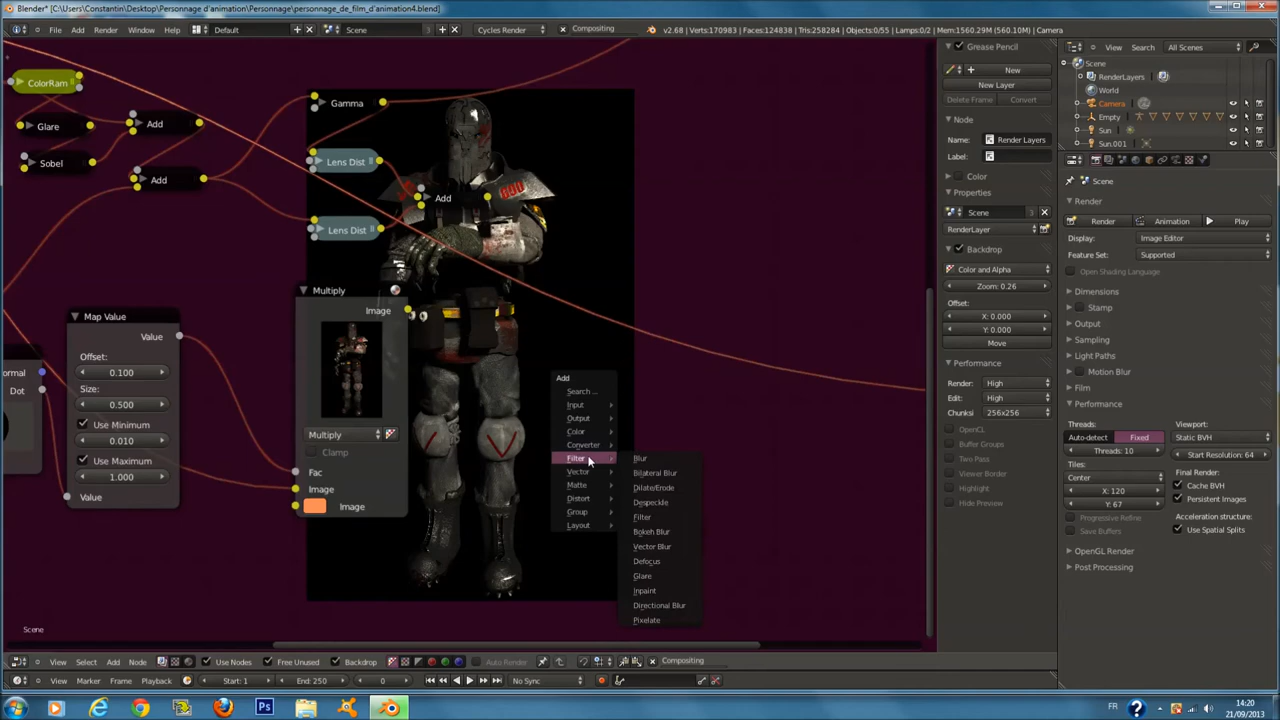 Blender* [C:\Users\Constantin\Desktop\Personnage d'animation\Personnage\personnage_de_film_d'animation4.blend]
File Add Render Window Help Default Scene Cycles Render Compositing v2.68 | Verts:170983 | Faces:124838 | Tris:258284 | Objects:0/55 | Lamps:0/2 | Mem:1560.29M (560.10M) | Camera
ColorRam
Glare
Add
Sobel
Add
Gamma
Lens Dist
Add
Lens Dist
Map Value
Value
Offset:
0.100
Size:
0.500
Use Minimum
0.010
Use Maximum
1.000
Value
Normal
Dot
Multiply
Image
Multiply
Clamp
Fac
Image
Image
Add
Search ...
Input
Output
Color
Converter
Filter
Vector
Matte
Distort
Group
Layout
Blur
Bilateral Blur
Dilate/Erode
Despeckle
Filter
Bokeh Blur
Vector Blur
Defocus
Glare
Inpaint
Directional Blur
Pixelate
Scene
Grease Pencil
New
New Layer
Delete Frame Convert
Node
Name: Render Layers
Label:
Color
Properties
Scene 3
RenderLayer
Backdrop
Color and Alpha
Zoom: 0.26
Offset:
X: 0.000
Y: 0.000
Move
Performance
Render: High
Edit: High
Chunksi 256x256
OpenCL
Buffer Groups
Two Pass
Viewer Border
Highlight
Hide Preview
View Search All Scenes
Scene
RenderLayers
World
Camera
Empty
Sun
Sun.001
Scene
Render
Render Animation Play
Display: Image Editor
Feature Set: Supported
Open Shading Language
Dimensions
Stamp
Output
Sampling
Light Paths
Motion Blur
Film
Performance
Threads: Viewport:
Auto-detect Fixed Static BVH
Threads: 10 Start Resolution: 64
Tiles: Final Render:
Center Cache BVH
X: 120 Persistent Images
Y: 67 Acceleration structure:
Progressive Refine Use Spatial Splits
Save Buffers
OpenGL Render
Post Processing
View Select Add Node Use Nodes Free Unused Backdrop Auto Render Compositing
View Marker Frame Playback Start: 1 End: 250 0 No Sync
FR 14:20
21/09/2013